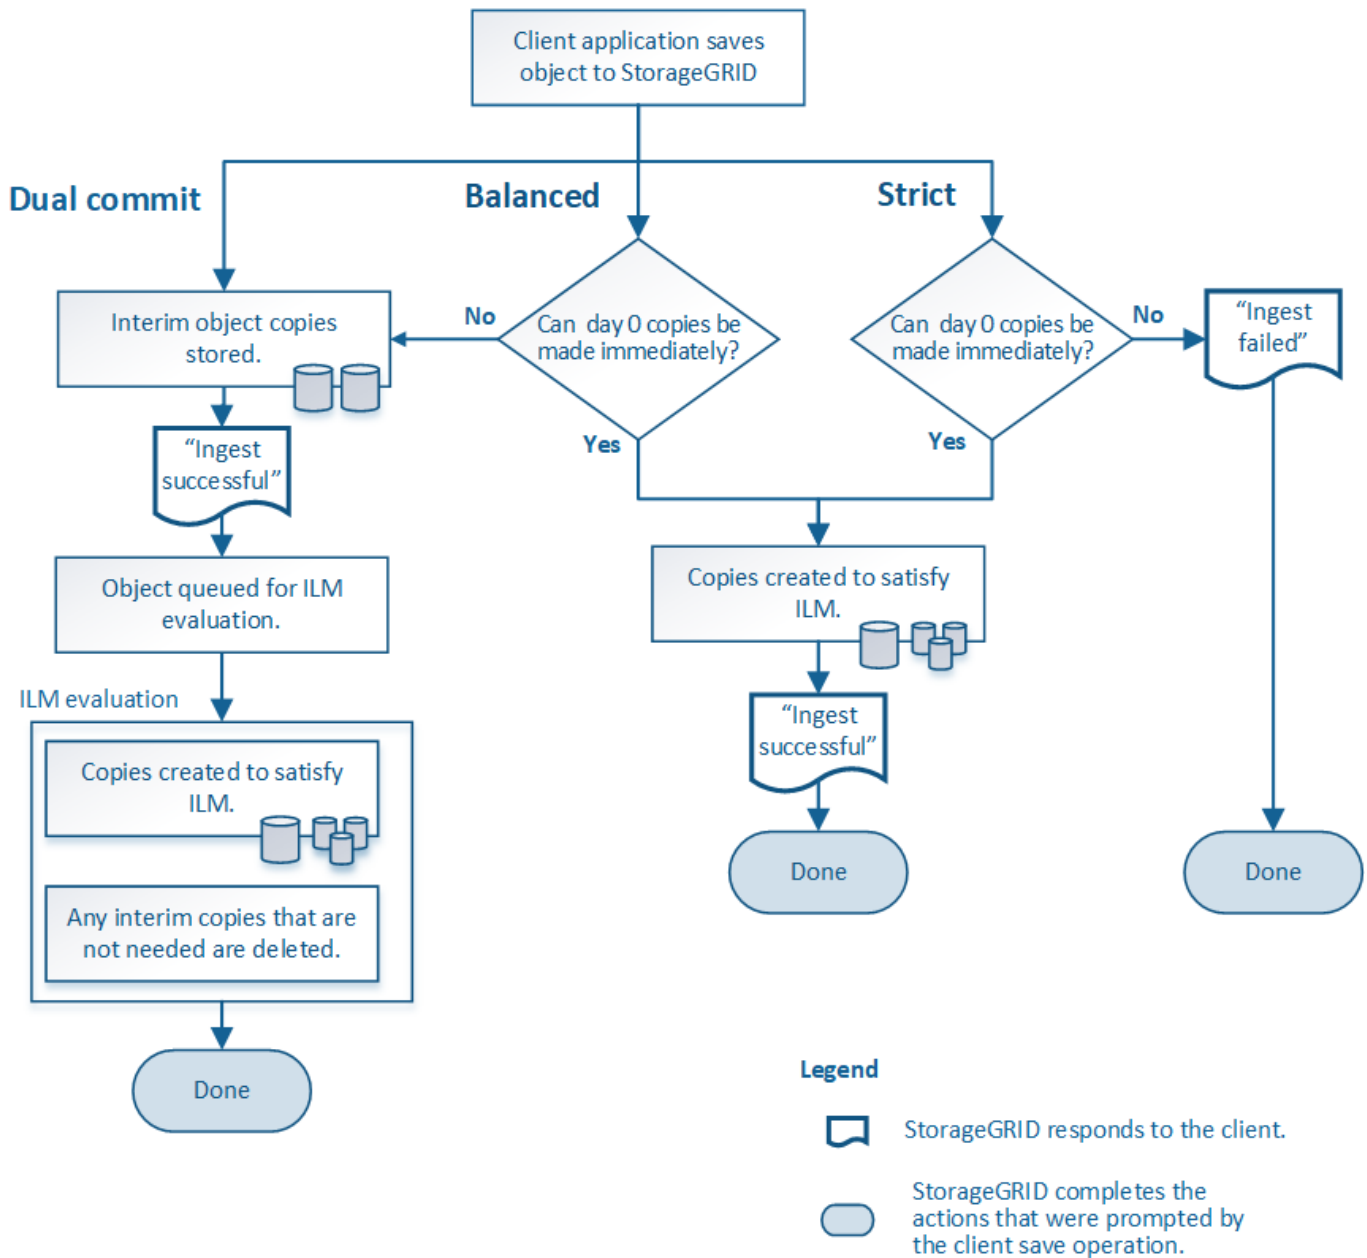 Client application saves
object to StorageGRID
Dual commit
Balanced
Strict
Interim object copies
stored.
No
Can day 0 copies be
made immediately?
Can day 0 copies be
made immediately?
No
“Ingest
failed”
“Ingest
successful”
Yes
Yes
Object queued for ILM
evaluation.
Copies created to satisfy
ILM.
ILM evaluation
“Ingest
successful”
Copies created to satisfy
ILM.
Any interim copies that are
not needed are deleted.
Done
Done
Done
Legend
StorageGRID responds to the client.
StorageGRID completes the
actions that were prompted by
the client save operation.